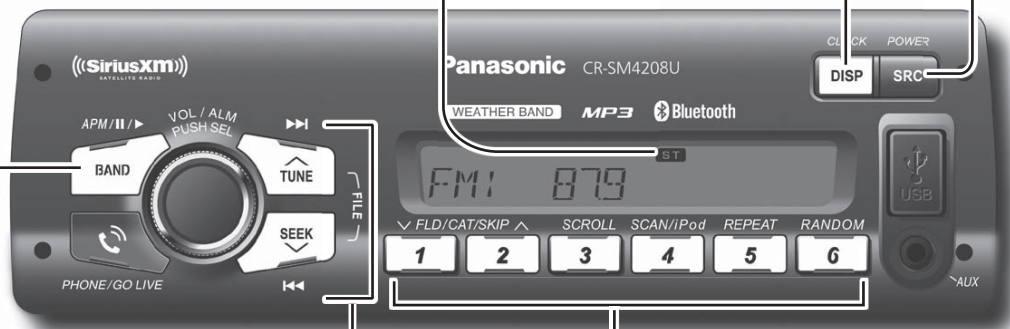 CLOCK POWER
((SiriusXM))
SATELLITE RADIO
Panasonic CR-SM4208U
DISP SRC
VOL / ALM
PUSH SEL
APM/II/▶ ▶▶I
WEATHER BAND MP3 Bluetooth
ST
BAND TUNE
FM1 87.9
FILE
USB
SEEK
FLD/CAT/SKIP SCROLL SCAN/iPod REPEAT RANDOM
1 2 3 4 5 6
PHONE/GO LIVE I◀◀
AUX